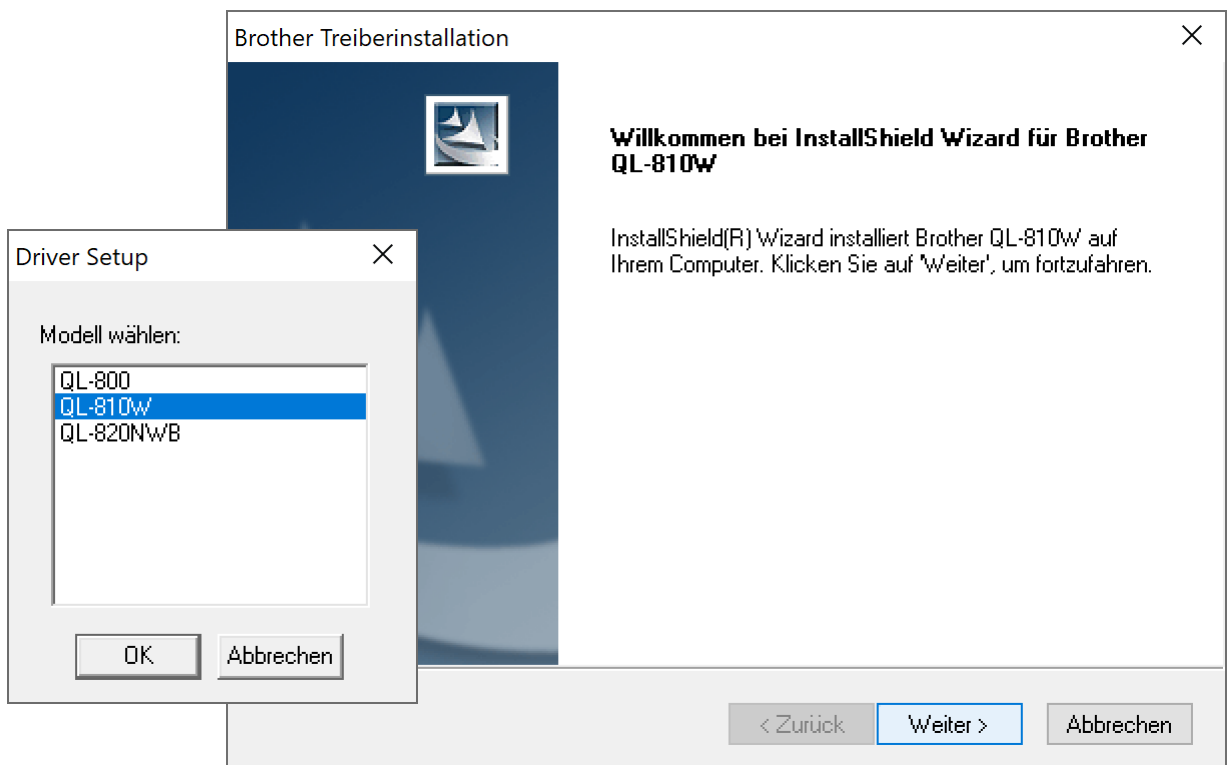 Brother Treiberinstallation
Willkommen bei InstallShield Wizard für Brother
QL-810W
InstallShield(R) Wizard installiert Brother QL-810W auf
Ihrem Computer. Klicken Sie auf 'Weiter', um fortzufahren.
Driver Setup
Modell wählen:
QL-800
QL-810W
QL-820NWB
OK
Abbrechen
< Zurück
Weiter >
Abbrechen